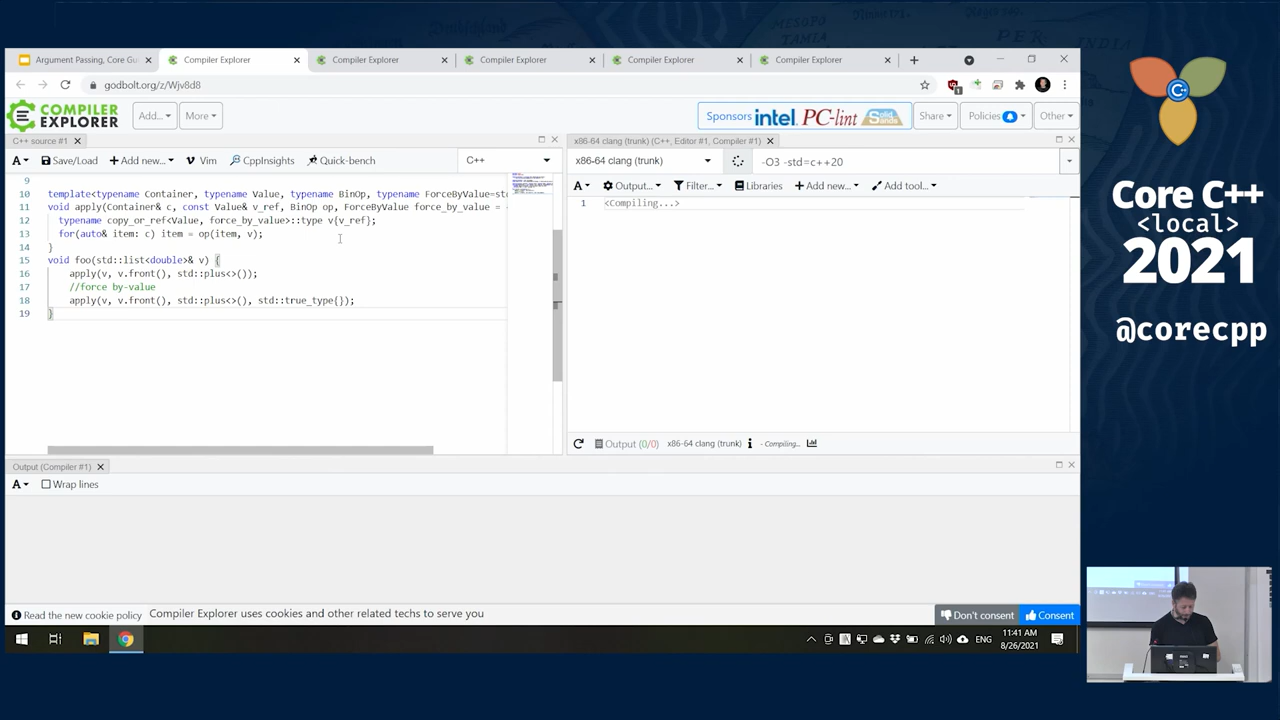 MESOPO
TAMIA
PER
INDIA
Argument Passing, Core Gu
Compiler Explorer
Compiler Explorer
Compiler Explorer
Compiler Explorer
Compiler Explorer
godbolt.org/z/Wjv8d8
COMPILER
EXPLORER
Add...
More
Sponsors intel PC-lint Solid Sands
Share
Policies
Other
C++ source #1
x86-64 clang (trunk) (C++, Editor #1, Compiler #1)
A
Save/Load
Add new...
Vim
CppInsights
Quick-bench
C++
x86-64 clang (trunk)
-O3 -std=c++20
A
Output...
Filter...
Libraries
Add new...
Add tool...
9
10 template<typename Container, typename Value, typename BinOp, typename ForceByValue=st
11 void apply(Container& c, const Value& v_ref, BinOp op, ForceByValue force_by_value =
12 typename copy_or_ref<Value, force_by_value>::type v{v_ref};
13 for(auto& item: c) item = op(item, v);
14 }
15 void foo(std::list<double>& v) {
16 apply(v, v.front(), std::plus<>());
17 //force by-value
18 apply(v, v.front(), std::plus<>(), std::true_type{});
19 }
1 <Compiling...>
Output (0/0) x86-64 clang (trunk) - Compiling...
Output (Compiler #1)
A
Wrap lines
Read the new cookie policy
Compiler Explorer uses cookies and other related techs to serve you
Don't consent
Consent
ENG
11:41 AM
8/26/2021
C++
Core C++
<local>
2021
@corecpp